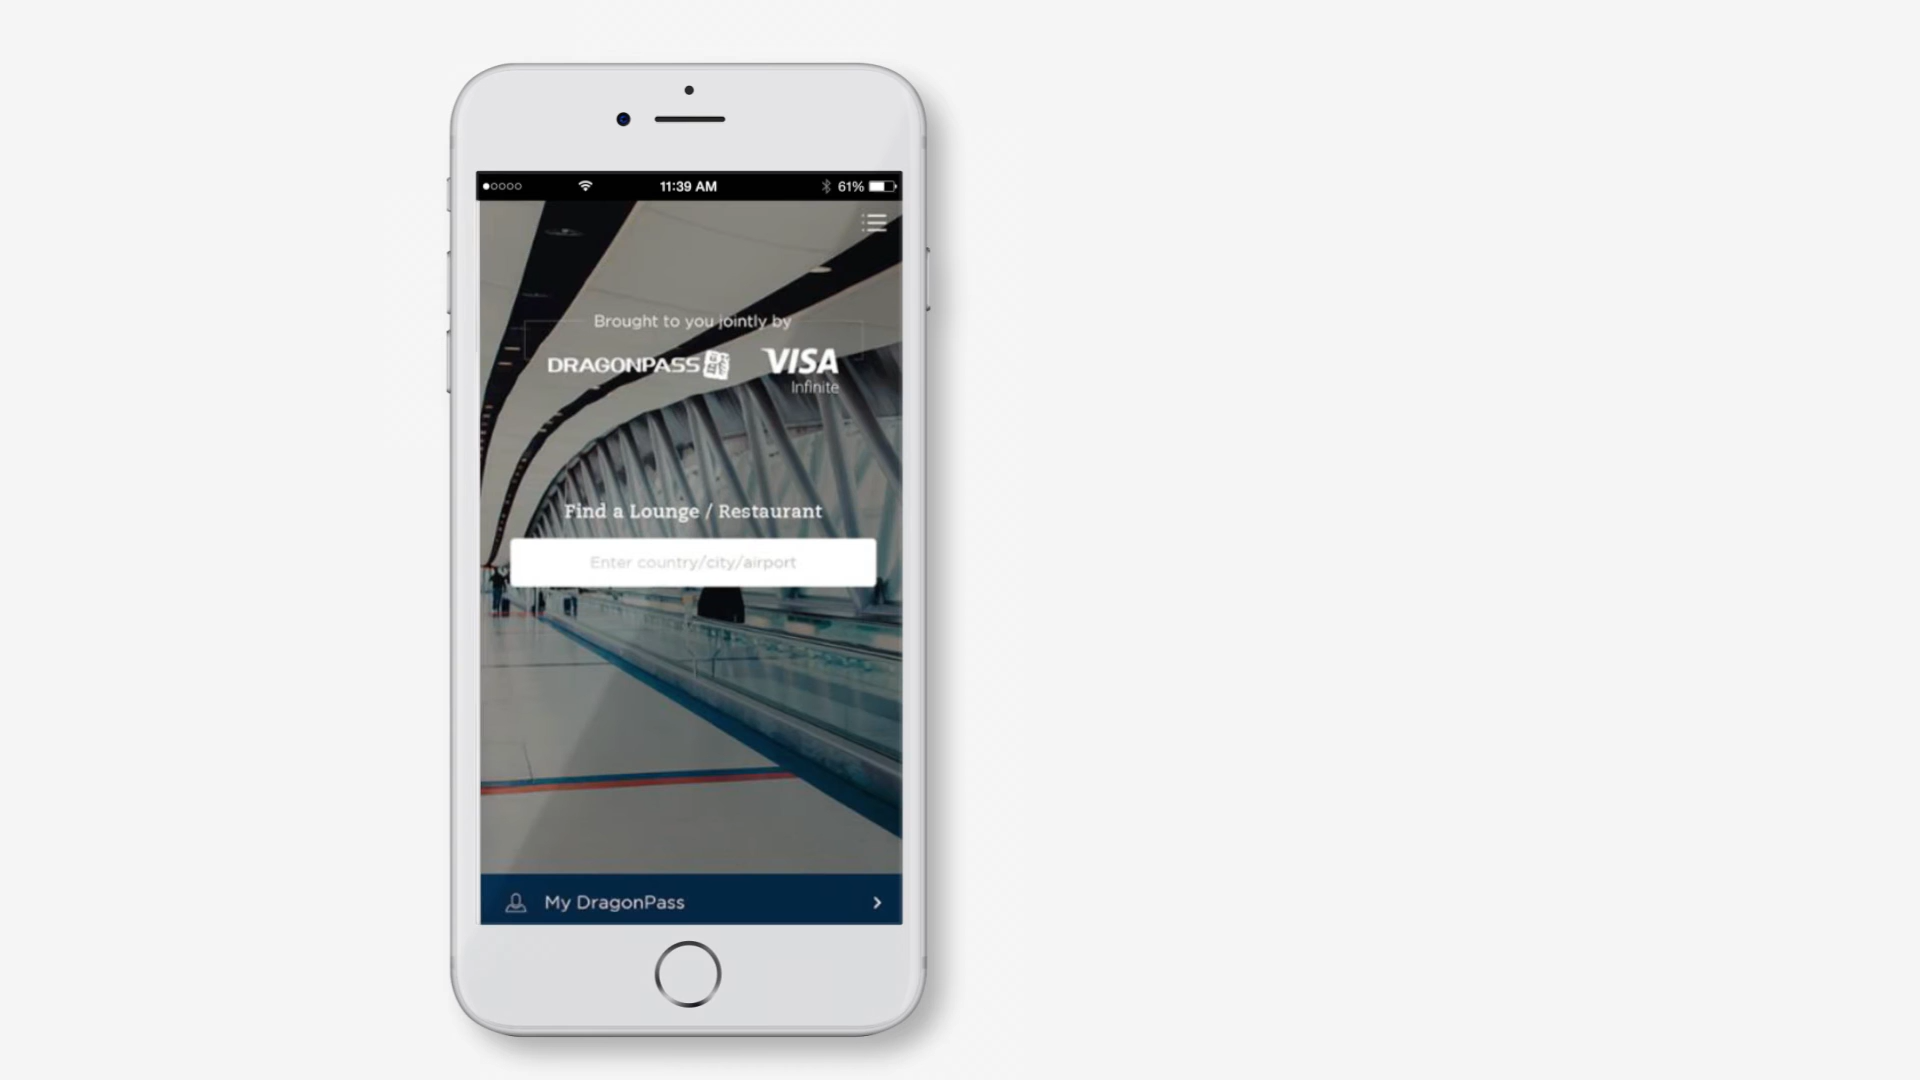 11:39 AM
61%
Brought to you jointly by
DRAGONPASS
VISA
Infinite
Find a Lounge / Restaurant
Enter country/city/airport
My DragonPass